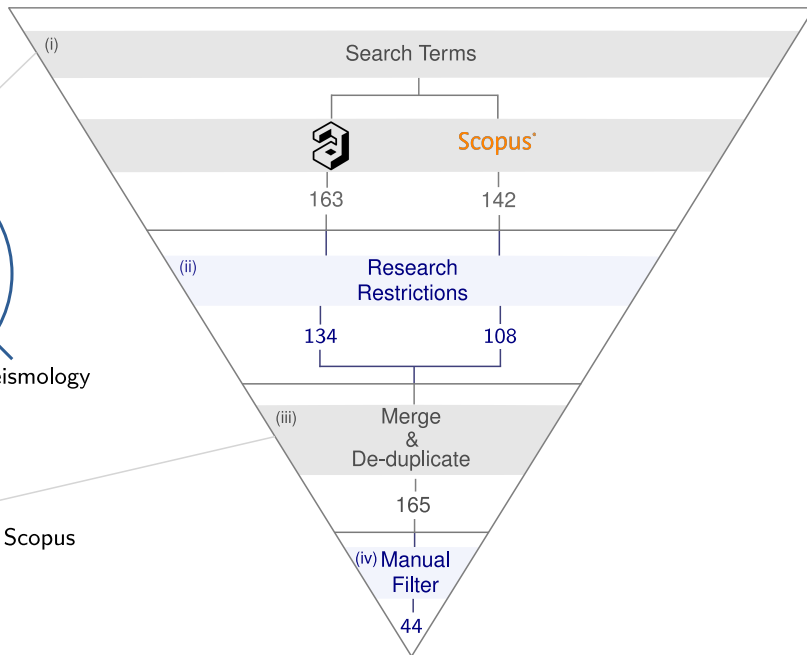 (i)
Search Terms
Scopus
163 142
(ii)
Research
Restrictions
134 108
(iii)
Merge
&
De-duplicate
165
(iv) Manual
Filter
44
eismology
Scopus